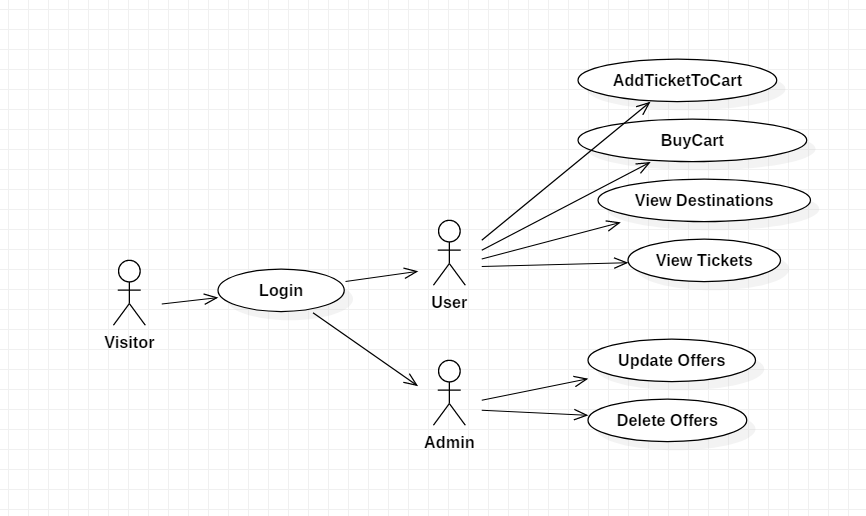 AddTicketToCart
BuyCart
View Destinations
View Tickets
User
Login
Visitor
Update Offers
Delete Offers
Admin